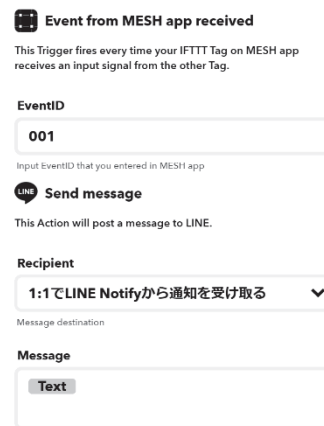 Event from MESH app received
This Trigger fires every time your IFTTT Tag on MESH app
receives an input signal from the other Tag.
EventID
001
Input EventID that you entered in MESH app
LINE
Send message
This Action will post a message to LINE.
Recipient
1:1でLINE Notifyから通知を受け取る
Message destination
Message
Text